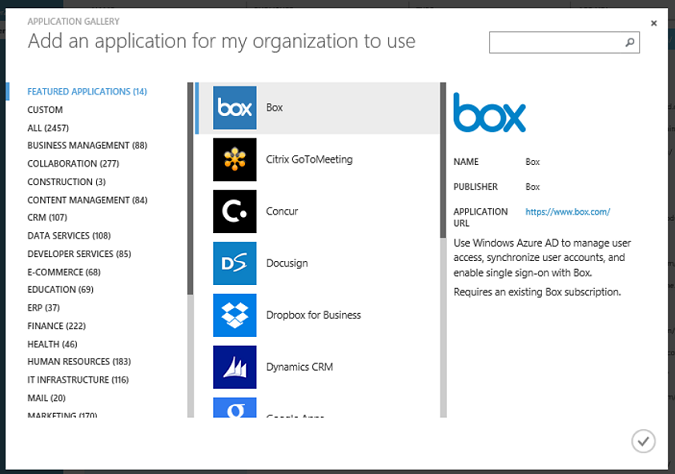 APPLICATION GALLERY
Add an application for my organization to use
FEATURED APPLICATIONS (14)
CUSTOM
ALL (2457)
BUSINESS MANAGEMENT (88)
COLLABORATION (277)
CONSTRUCTION (3)
CONTENT MANAGEMENT (84)
CRM (107)
DATA SERVICES (108)
DEVELOPER SERVICES (85)
E-COMMERCE (68)
EDUCATION (69)
ERP (37)
FINANCE (222)
HEALTH (46)
HUMAN RESOURCES (183)
IT INFRASTRUCTURE (116)
MAIL (20)
MARKETING (170)
box Box
Citrix GoToMeeting
C. Concur
DS Docusign
Dropbox for Business
Dynamics CRM
g Google Apps
box
NAME Box
PUBLISHER Box
APPLICATION URL https://www.box.com/
Use Windows Azure AD to manage user
access, synchronize user accounts, and
enable single sign-on with Box.
Requires an existing Box subscription.